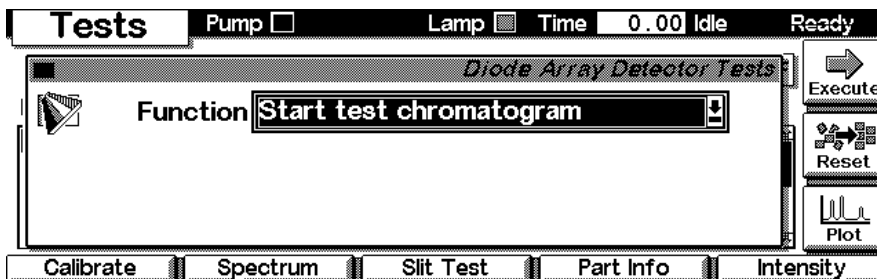 Tests Pump Lamp Time 0.00 Idle Ready
Diode Array Detector Tests
Execute
Function Start test chromatogram
Reset
Plot
Calibrate Spectrum Slit Test Part Info Intensity